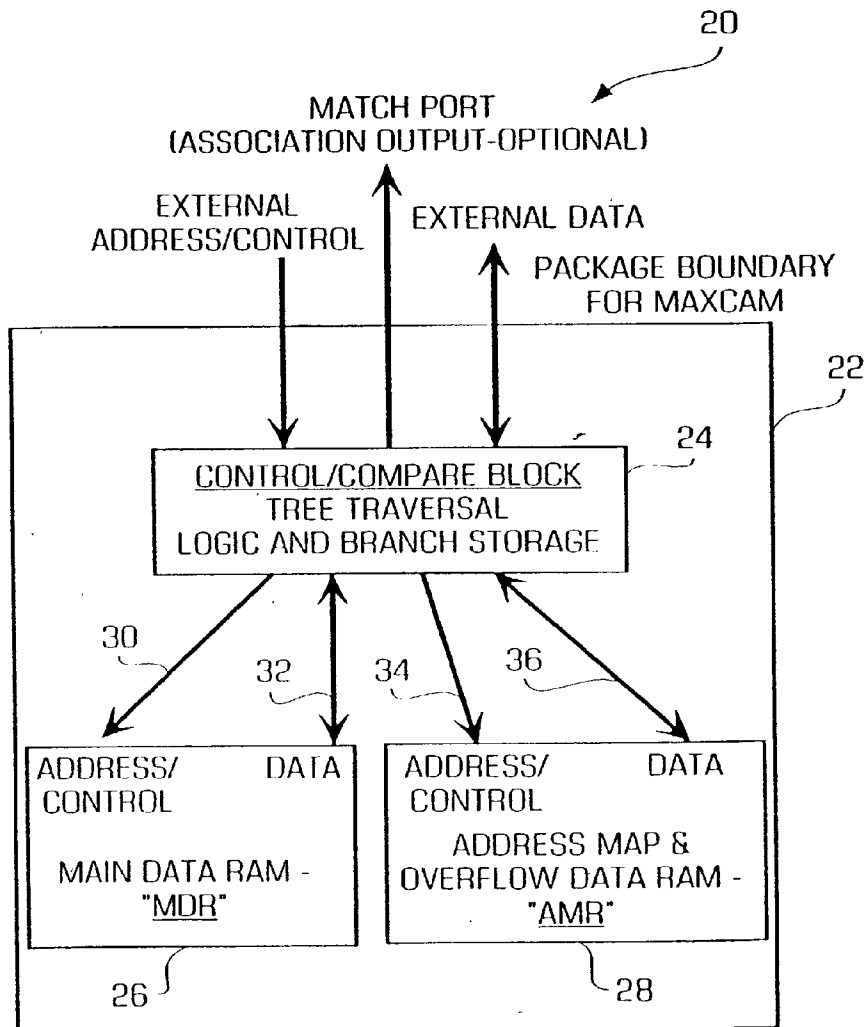 20
MATCH PORT
(ASSOCIATION OUTPUT-OPTIONAL)
EXTERNAL
ADDRESS/CONTROL
EXTERNAL DATA
PACKAGE BOUNDARY
FOR MAXCAM
22
24
CONTROL/COMPARE BLOCK
TREE TRAVERSAL
LOGIC AND BRANCH STORAGE
30
32
34
36
ADDRESS/
CONTROL
DATA
MAIN DATA RAM -
"MDR"
ADDRESS/
CONTROL
DATA
ADDRESS MAP &
OVERFLOW DATA RAM -
"AMR"
26
28